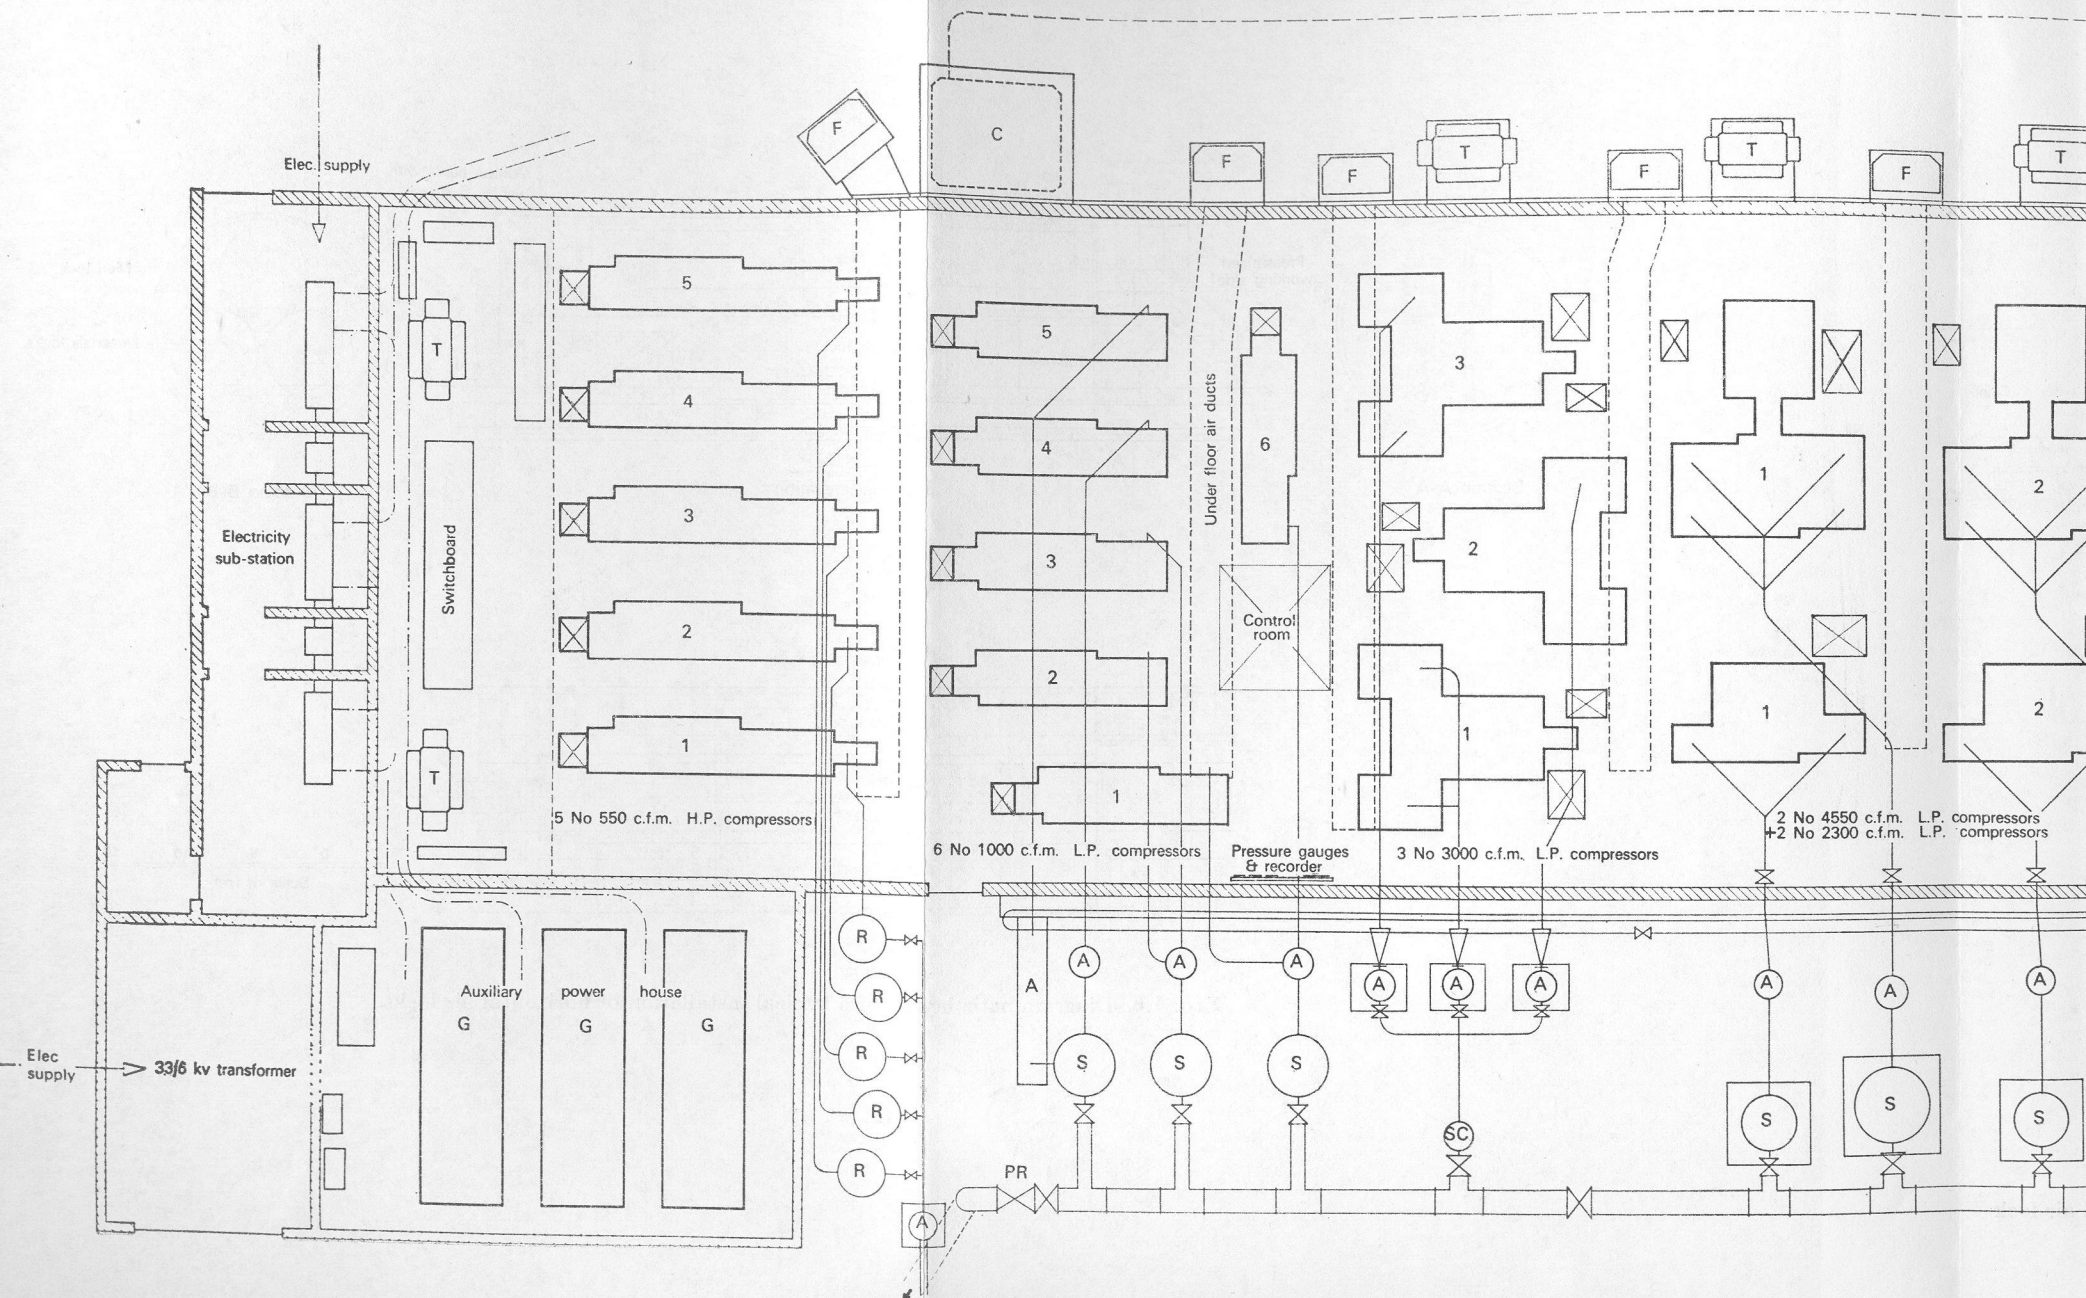 Elec. supply
F
C
F
F
T
F
T
F
T
5
4
3
2
1
T
Switchboard
T
Electricity
sub-station
5 No 550 c.f.m. H.P. compressors
5
4
3
2
1
6 No 1000 c.f.m. L.P. compressors
Under floor air ducts
6
Control
room
Pressure gauges
& recorder
3
2
1
3 No 3000 c.f.m. L.P. compressors
1
2
1
2
2 No 4550 c.f.m. L.P. compressors
+2 No 2300 c.f.m. L.P. compressors
Elec
supply
33/6 kv transformer
Auxiliary power house
G
G
G
R
R
R
R
R
A
A
A
A
A
A
A
A
A
A
S
S
S
SC
S
S
S
PR
A